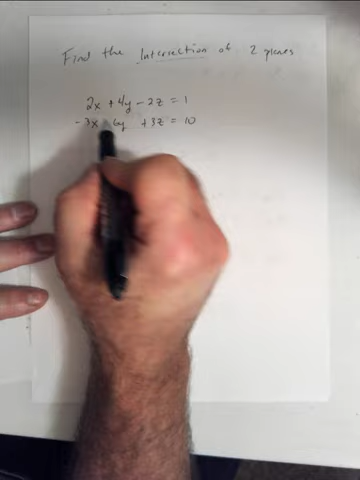 Find the Intersection of 2 planes
2x + 4y - 2z = 1
-3x 6y + 3z = 10